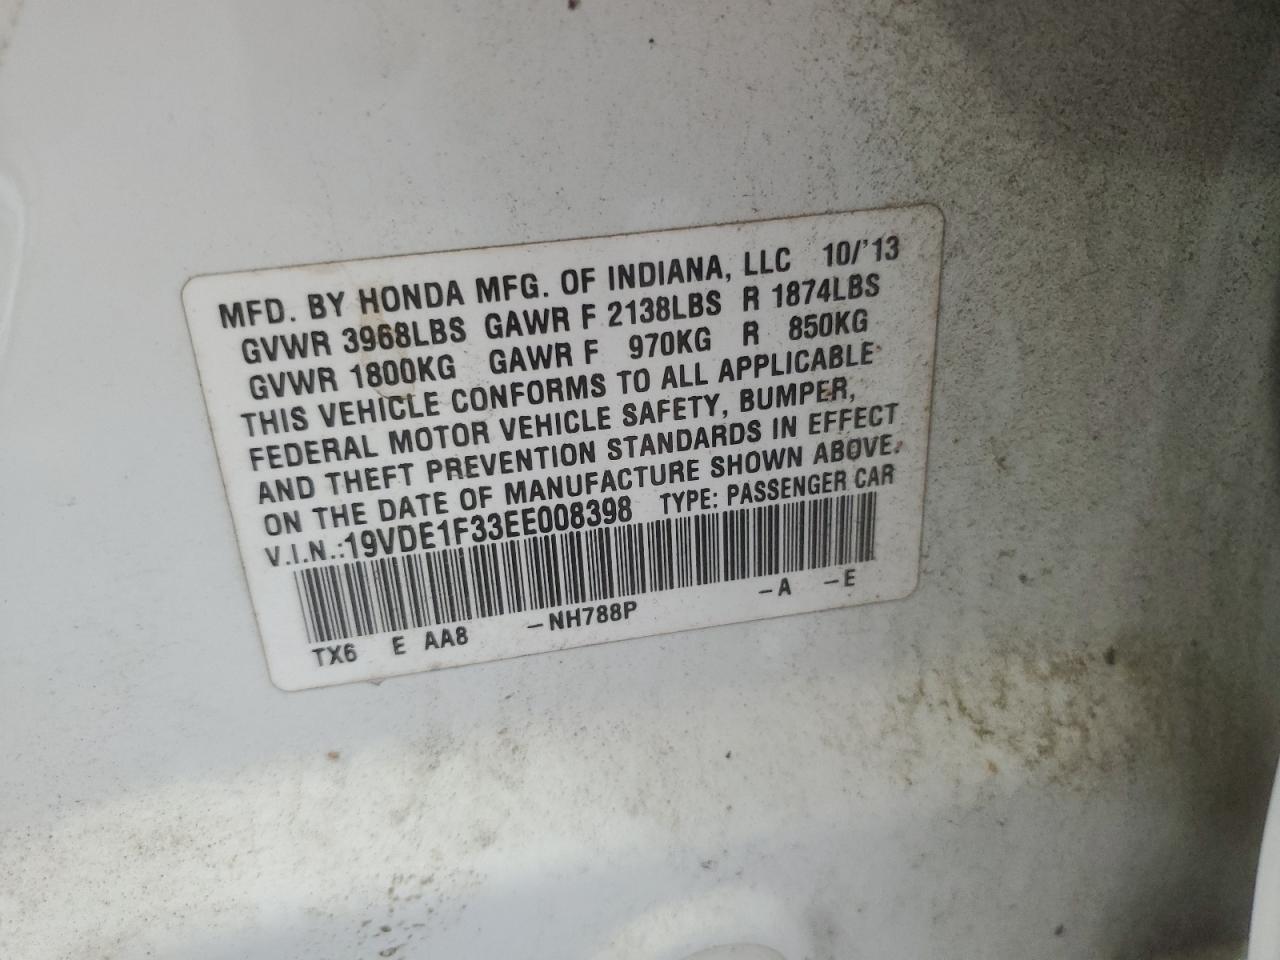 MFD. BY HONDA MFG. OF INDIANA, LLC 10/'13
GVWR 3968LBS GAWR F 2138LBS R 1874LBS
GVWR 1800KG GAWR F 970KG R 850KG
THIS VEHICLE CONFORMS TO ALL APPLICABLE
FEDERAL MOTOR VEHICLE SAFETY, BUMPER,
AND THEFT PREVENTION STANDARDS IN EFFECT
ON THE DATE OF MANUFACTURE SHOWN ABOVE.
V.I.N.:19VDE1F33EE008398 TYPE: PASSENGER CAR
TX6 E AA8 -NH788P -A -E